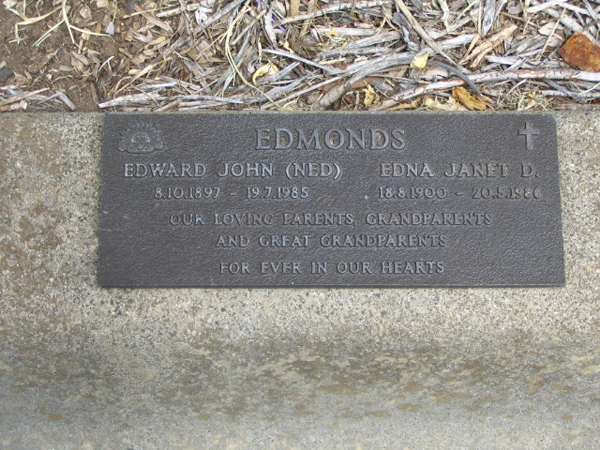 EDMONDS
EDWARD JOHN (NED) EDNA JANET D.
8.10.1897 - 19.7.1985 18.8.1900 - 20.5.1986
OUR LOVING PARENTS, GRANDPARENTS
AND GREAT GRANDPARENTS
FOR EVER IN OUR HEARTS